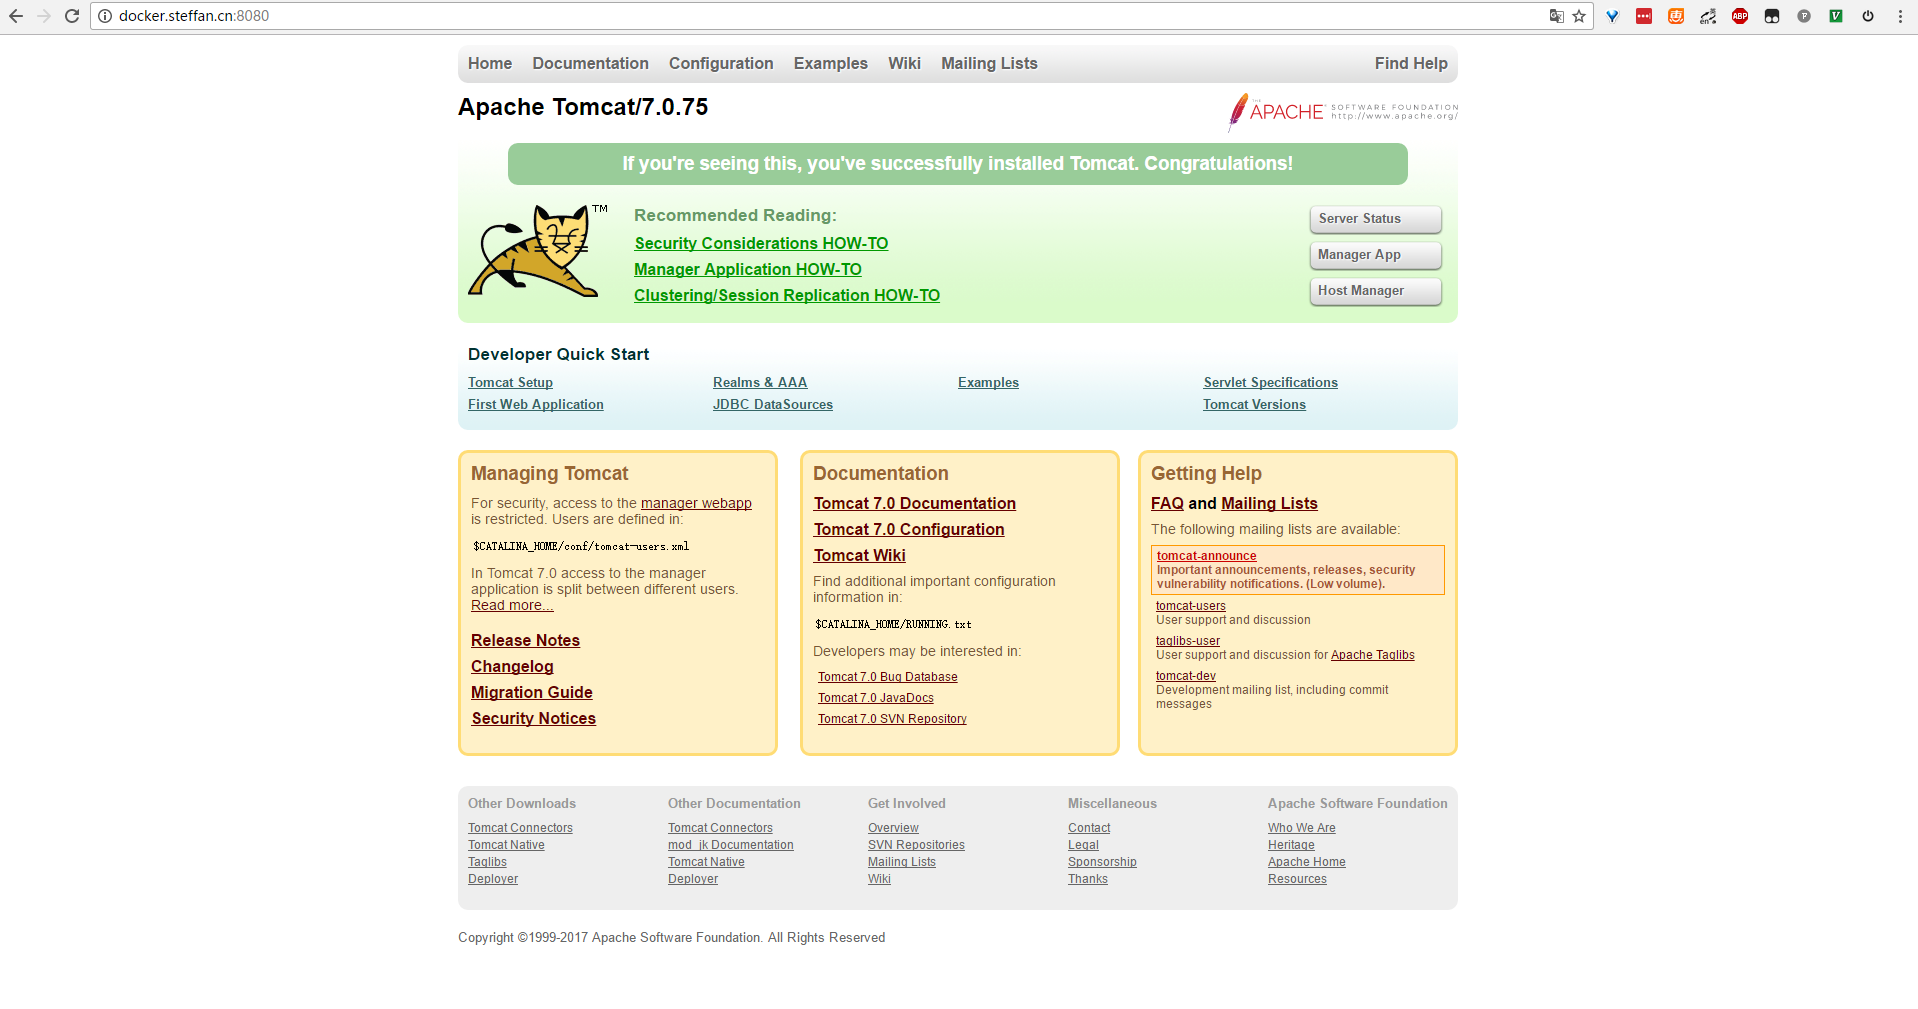 docker.steffan.cn:8080
Home Documentation Configuration Examples Wiki Mailing Lists Find Help
Apache Tomcat/7.0.75
THE APACHE SOFTWARE FOUNDATION
http://www.apache.org/
If you're seeing this, you've successfully installed Tomcat. Congratulations!
TM
Recommended Reading:
Security Considerations HOW-TO
Manager Application HOW-TO
Clustering/Session Replication HOW-TO
Server Status
Manager App
Host Manager
Developer Quick Start
Tomcat Setup
First Web Application
Realms & AAA
JDBC DataSources
Examples
Servlet Specifications
Tomcat Versions
Managing Tomcat
For security, access to the manager webapp
is restricted. Users are defined in:
$CATALINA_HOME/conf/tomcat-users.xml
In Tomcat 7.0 access to the manager
application is split between different users.
Read more...
Release Notes
Changelog
Migration Guide
Security Notices
Documentation
Tomcat 7.0 Documentation
Tomcat 7.0 Configuration
Tomcat Wiki
Find additional important configuration
information in:
$CATALINA_HOME/RUNNING.txt
Developers may be interested in:
Tomcat 7.0 Bug Database
Tomcat 7.0 JavaDocs
Tomcat 7.0 SVN Repository
Getting Help
FAQ and Mailing Lists
The following mailing lists are available:
tomcat-announce
Important announcements, releases, security
vulnerability notifications. (Low volume).
tomcat-users
User support and discussion
taglibs-user
User support and discussion for Apache Taglibs
tomcat-dev
Development mailing list, including commit
messages
Other Downloads
Tomcat Connectors
Tomcat Native
Taglibs
Deployer
Other Documentation
Tomcat Connectors
mod_jk Documentation
Tomcat Native
Deployer
Get Involved
Overview
SVN Repositories
Mailing Lists
Wiki
Miscellaneous
Contact
Legal
Sponsorship
Thanks
Apache Software Foundation
Who We Are
Heritage
Apache Home
Resources
Copyright ©1999-2017 Apache Software Foundation. All Rights Reserved